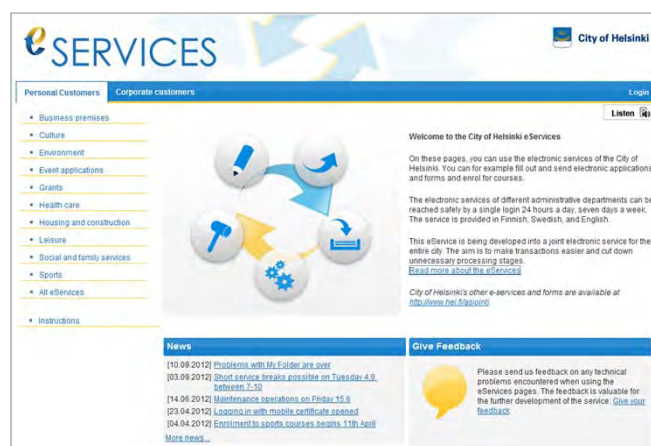 eSERVICES
City of Helsinki
Personal Customers
Corporate customers
Login
Listen
Business premises
Culture
Environment
Event applications
Grants
Health care
Housing and construction
Leisure
Social and family services
Sports
All eServices
Instructions
Welcome to the City of Helsinki eServices
On these pages, you can use the electronic services of the City of
Helsinki. You can for example fill out and send electronic applications
and forms and enrol for courses.
The electronic services of different administrative departments can be
reached safely by a single login 24 hours a day, seven days a week.
The service is provided in Finnish, Swedish, and English.
This eService is being developed into a joint electronic service for the
entire city. The aim is to make transactions easier and cut down
unnecessary processing stages.
Read more about the eServices
City of Helsinki's other e-services and forms are available at
http://www.hel.fi/asiointi
News
[10.09.2012] Problems with My Folder are over
[03.09.2012] Short service breaks possible on Tuesday 4.9.
between 7-10
[14.06.2012] Maintenance operations on Friday 15.6
[23.04.2012] Logging in with mobile certificate opened
[04.04.2012] Enrolment to sports courses begins 11th April
More news...
Give Feedback
Please send us feedback on any technical
problems encountered when using the
eServices pages. The feedback is valuable for
the further development of the service. Give your
feedback